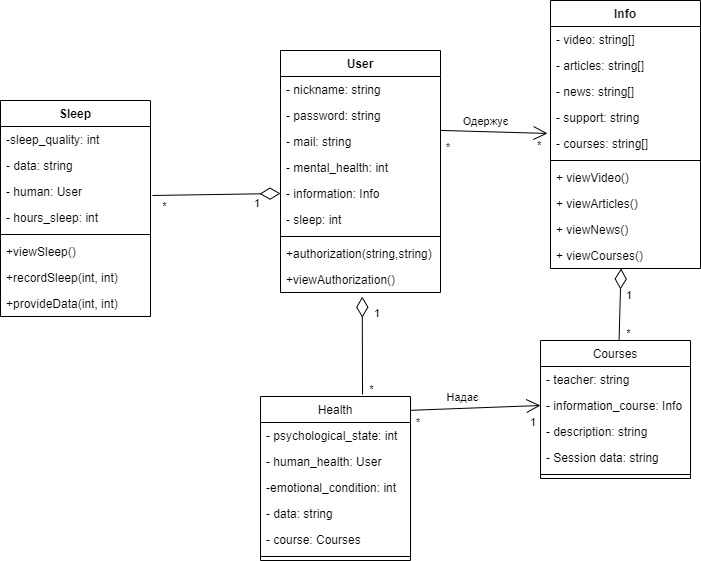 Sleep
-sleep_quality: int
- data: string
- human: User
- hours_sleep: int
+viewSleep()
+recordSleep(int, int)
+provideData(int, int)
*
1
User
- nickname: string
- password: string
- mail: string
- mental_health: int
- information: Info
- sleep: int
+authorization(string,string)
+viewAuthorization()
Одержує
*
*
Info
- video: string[]
- articles: string[]
- news: string[]
- support: string
- courses: string[]
+ viewVideo()
+ viewArticles()
+ viewNews()
+ viewCourses()
1
*
1
*
Health
- psychological_state: int
- human_health: User
-emotional_condition: int
- data: string
- course: Courses
Надає
*
1
Courses
- teacher: string
- information_course: Info
- description: string
- Session data: string